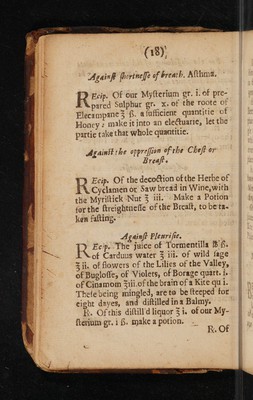 (18)
Againſt ſhortneſſe of breath. Aſthma.
REcip. Of our Myſterium gr. i. of pre-
pared Sulphur gr. x. of the roote of
Elecampane ʒ ß. a ſufficient quantitie of
Honey: make it into an electuarie, let the
partie take that whole quantitie.
Againſt the oppreſſion of the Cheſt or
Breaſt.
REcip. Of the decoction of the Herbe of
Cyclamen or Saw bread in Wine, with
the Myriſtick Nut ʒ iii. Make a Potion
for the ſtreightneſſe of the Breaſt, to be ta-
ken faſting.
Againſt Pleuriſie.
REcip. The juice of Tormentilla ℔ ß.
of Carduus water ʒ iii. of wild ſage
ʒ ii. of flowers of the Lilies of the Valley,
of Bugloſſe, of Violets, of Borage quart. i.
of Cinamom ʒiii. of the brain of a Kite qu i.
Theſe being mingled, are to be ſteeped for
eight dayes, and diſtilled in a Balmy.
R. Of this diſtill'd liquor ʒ i. of our My-
ſterium gr. i ß. make a potion.
R. Of